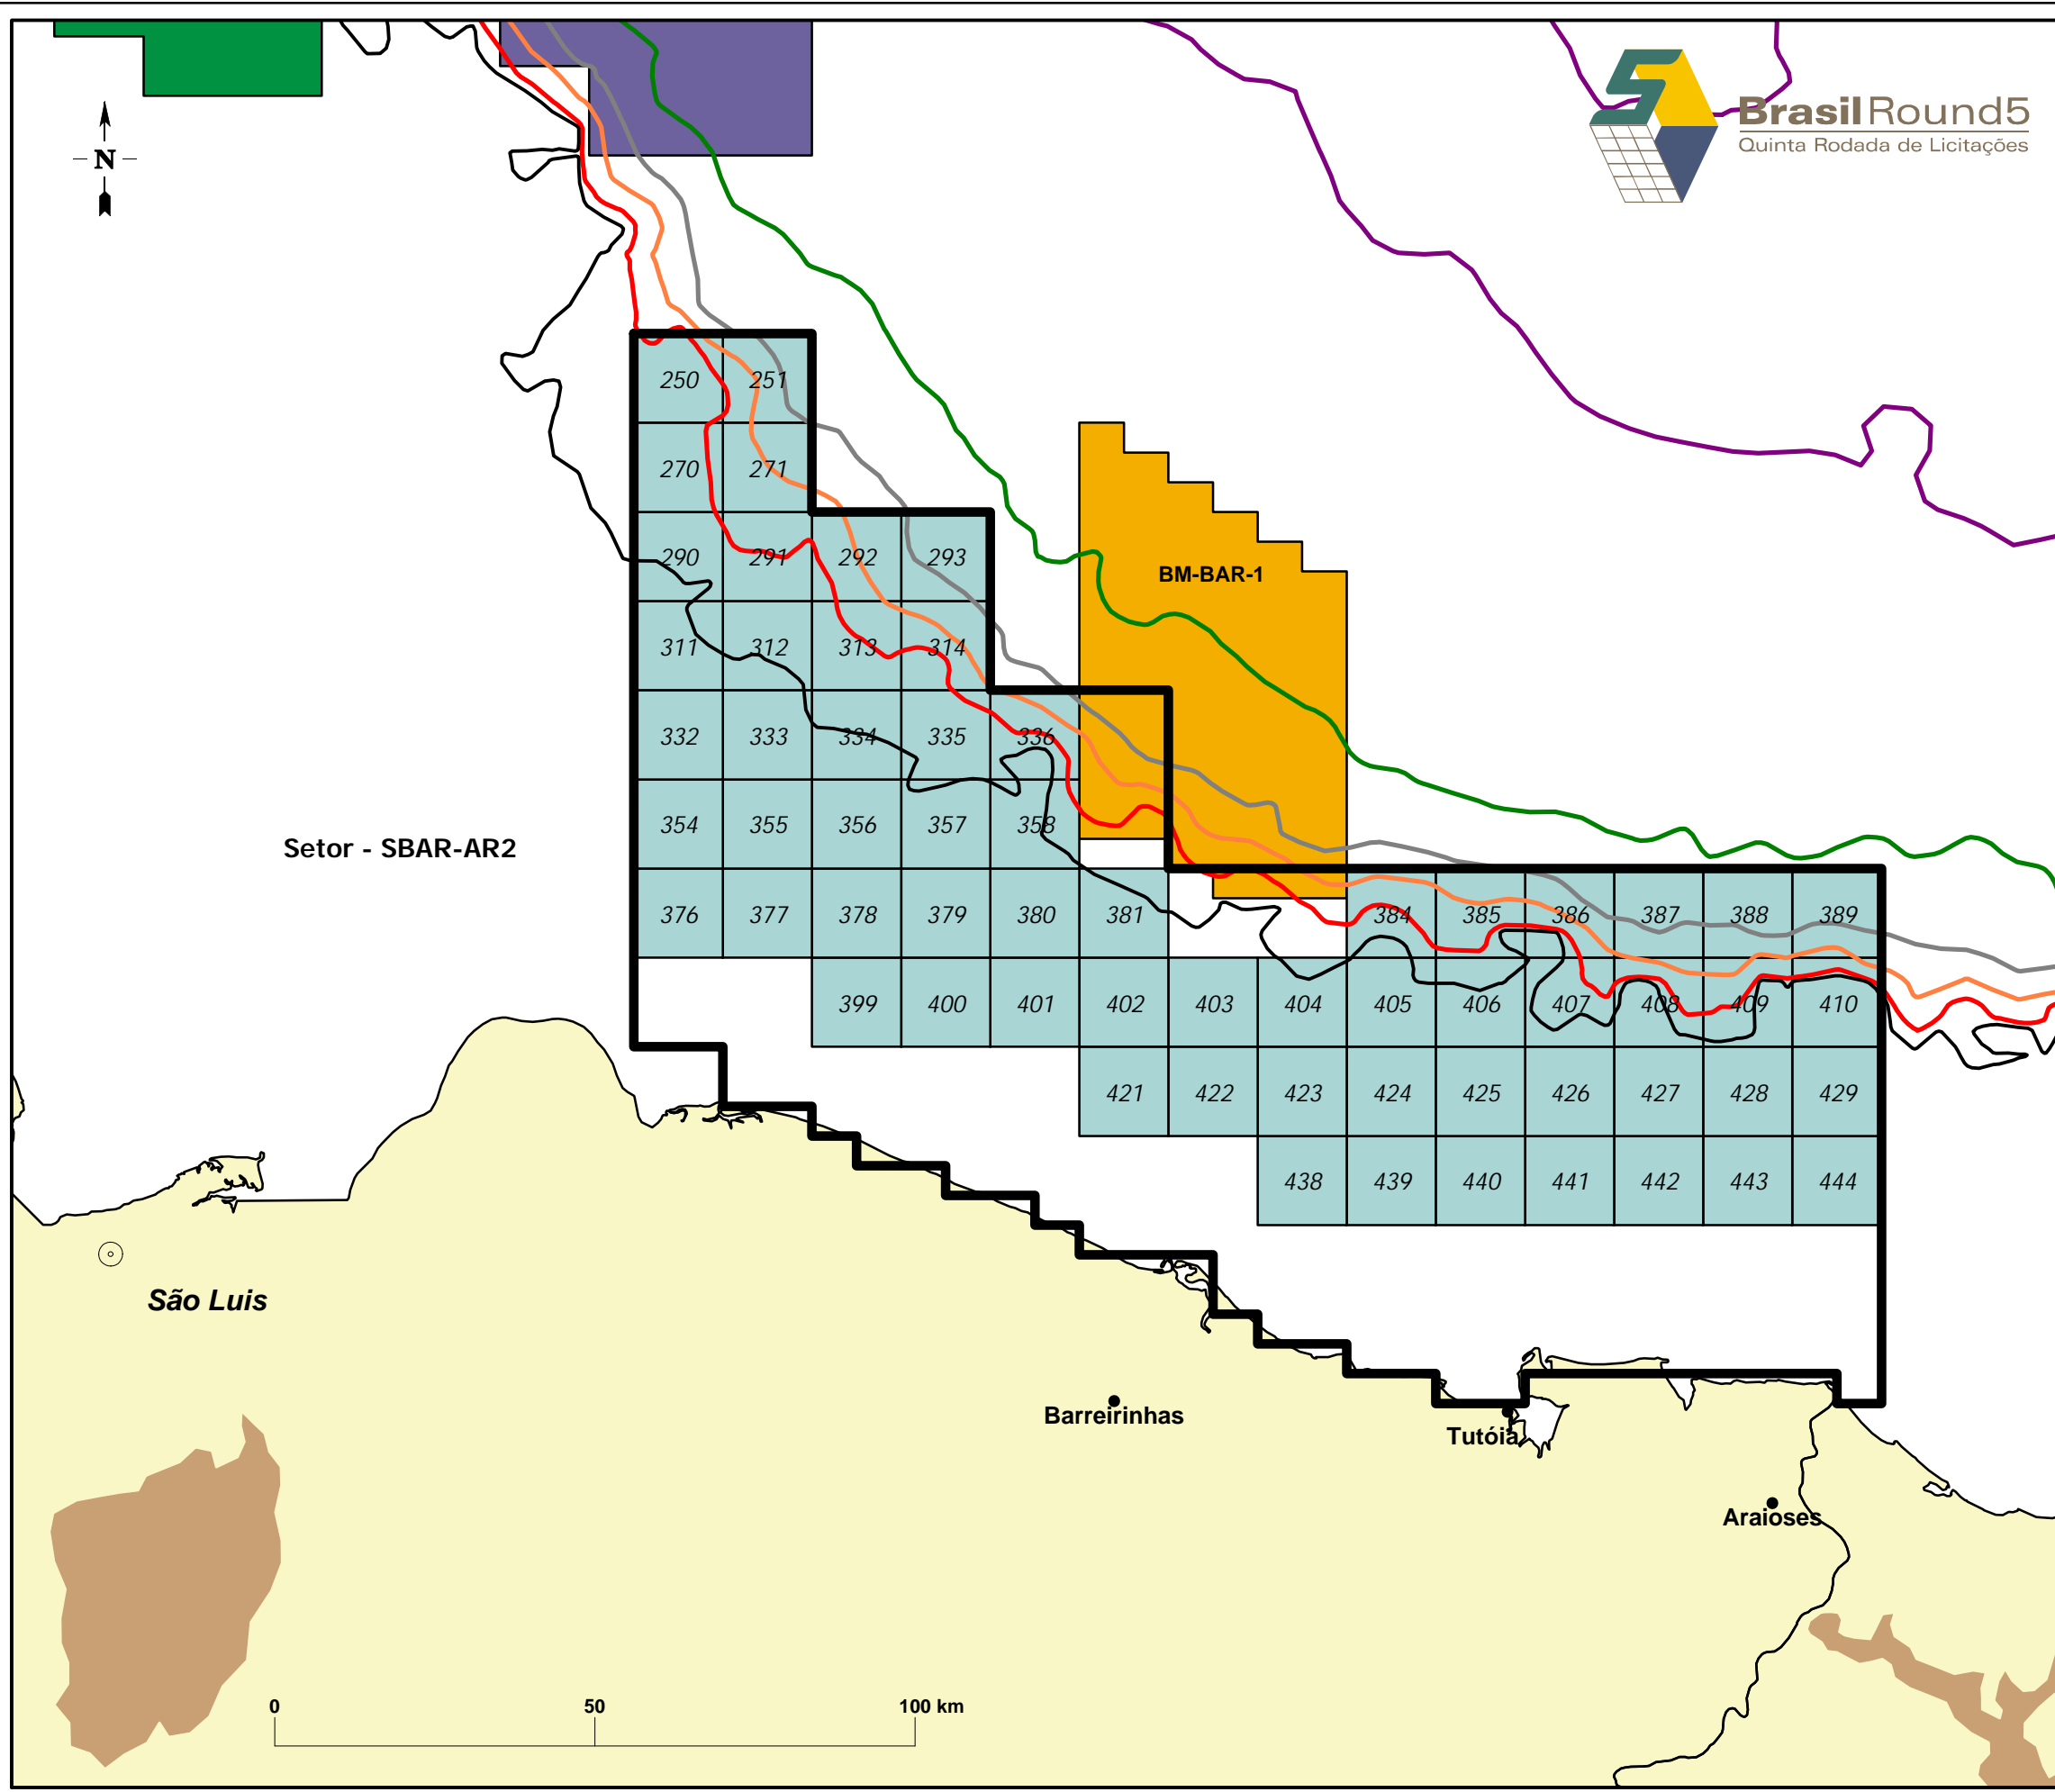 N
BrasilRound5
Quinta Rodada de Licitações
250 251
270 271
290 291 292 293
BM-BAR-1
311 312 313 314
332 333 334 335 336
354 355 356 357 358
Setor - SBAR-AR2
376 377 378 379 380 381 384 385 386 387 388 389
399 400 401 402 403 404 405 406 407 408 409 410
421 422 423 424 425 426 427 428 429
438 439 440 441 442 443 444
São Luis
Barreirinhas
Tutóia
Araioses
0 50 100 km